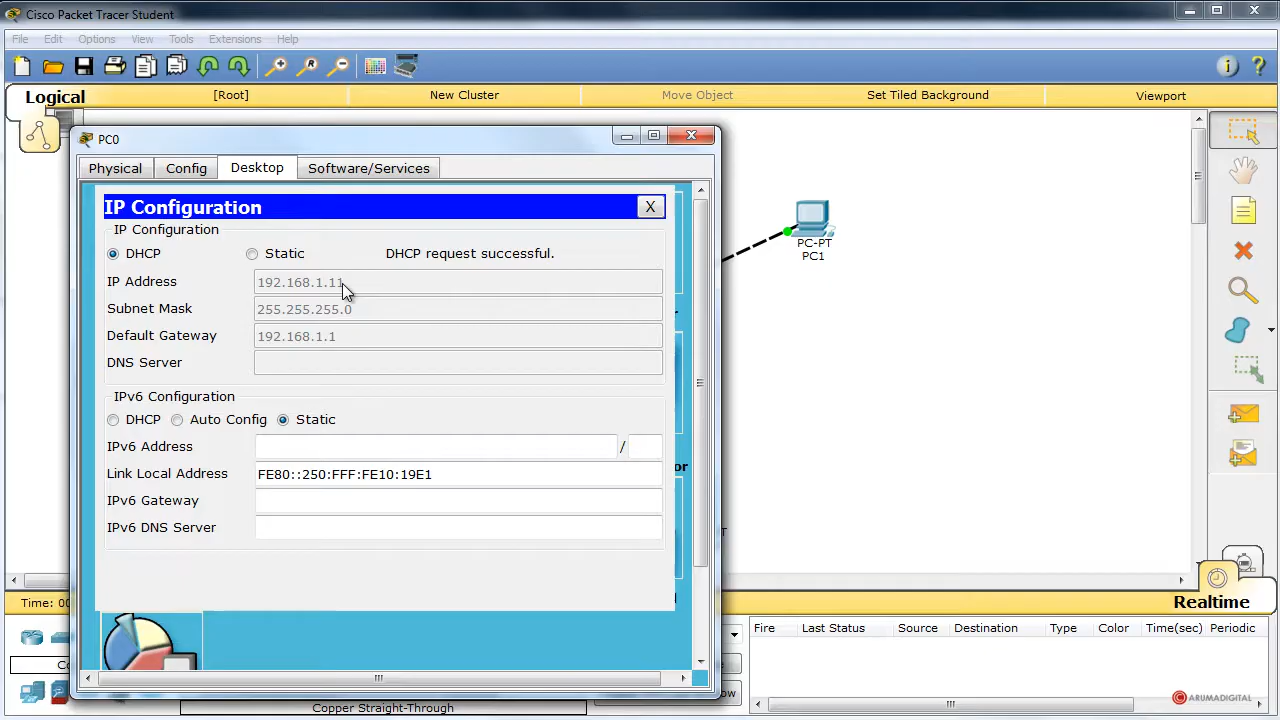 Cisco Packet Tracer Student
File Edit Options View Tools Extensions Help
Logical [Root] New Cluster Move Object Set Tiled Background Viewport
PC0
Physical Config Desktop Software/Services
IP Configuration X
IP Configuration
DHCP Static DHCP request successful.
IP Address 192.168.1.11
Subnet Mask 255.255.255.0
Default Gateway 192.168.1.1
DNS Server
IPv6 Configuration
DHCP Auto Config Static
IPv6 Address /
Link Local Address FE80::250:FFF:FE10:19E1
IPv6 Gateway
IPv6 DNS Server
PC-PT
PC1
or
T
Time: 00
Realtime
Fire Last Status Source Destination Type Color Time(sec) Periodic
Co
ow
Copper Straight-Through
ARUMADIGITAL